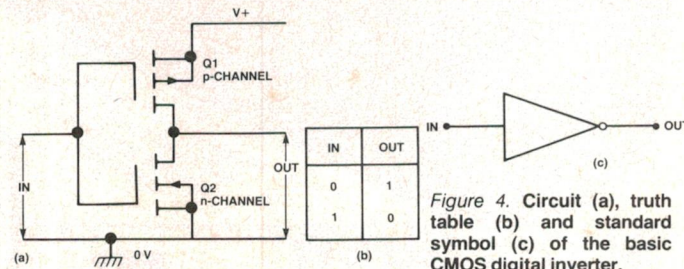 V+
Q1
p-CHANNEL
IN
OUT
Q2
n-CHANNEL
0 V
(a)
IN OUT
0 1
1 0
(b)
IN OUT
(c)
Figure 4. Circuit (a), truth
table (b) and standard
symbol (c) of the basic
CMOS digital inverter.